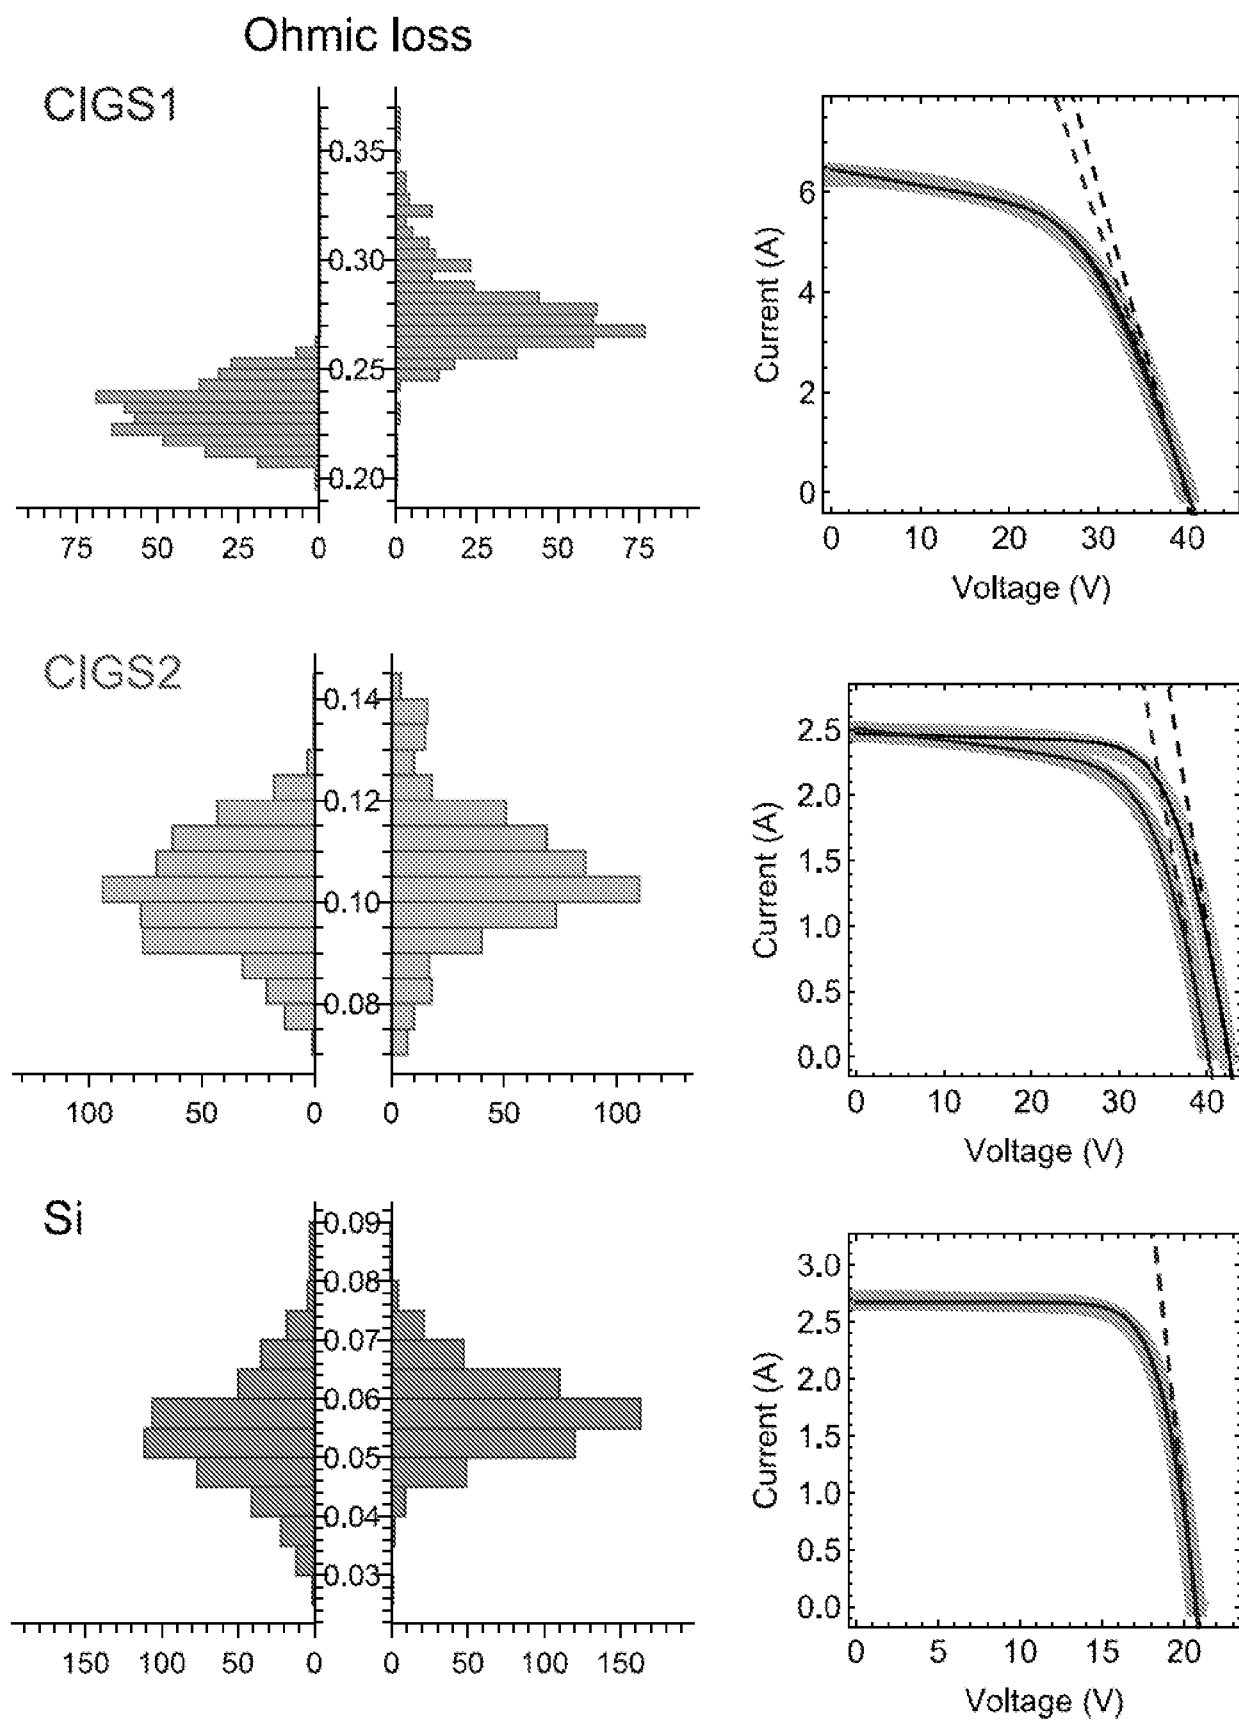 Ohmic loss
CIGS1
0.35
0.30
0.25
0.20
75 50 25 0 0 25 50 75
6
4
2
0
Current (A)
0 10 20 30 40
Voltage (V)
CIGS2
0.14
0.12
0.10
0.08
100 50 0 0 50 100
2.5
2.0
1.5
1.0
0.5
0.0
Current (A)
0 10 20 30 40
Voltage (V)
Si
0.09
0.08
0.07
0.06
0.05
0.04
0.03
150 100 50 0 0 50 100 150
3.0
2.5
2.0
1.5
1.0
0.5
0.0
Current (A)
0 5 10 15 20
Voltage (V)